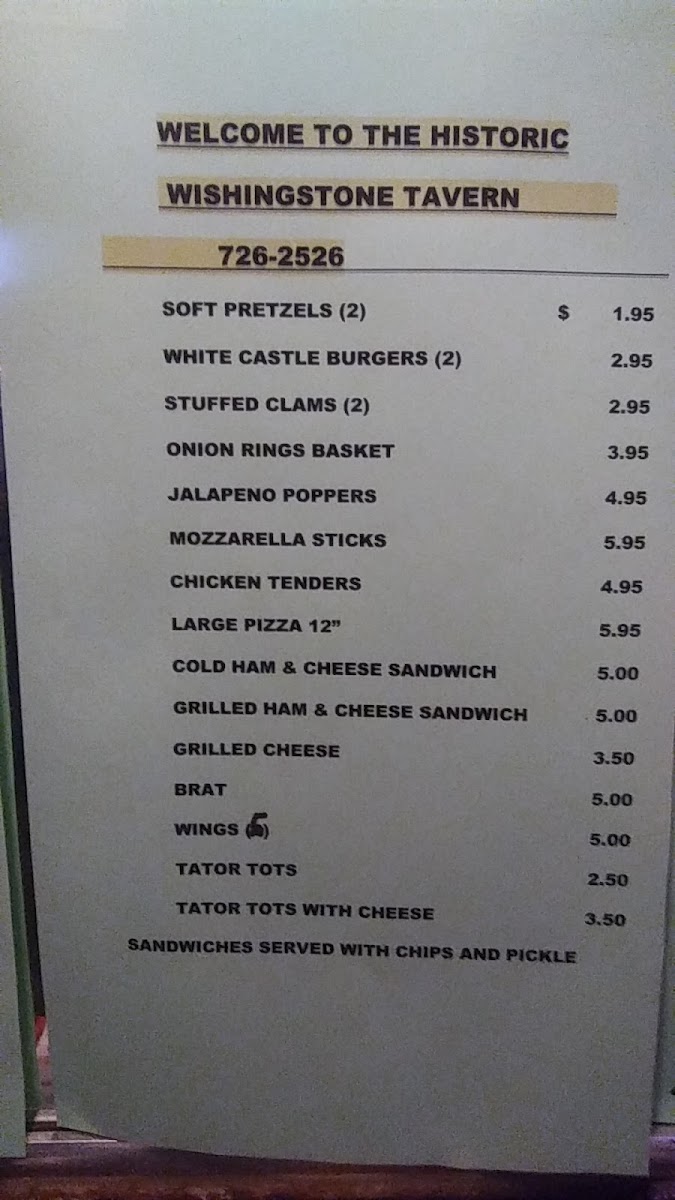 WELCOME TO THE HISTORIC
WISHINGSTONE TAVERN
726-2526
SOFT PRETZELS (2) $ 1.95
WHITE CASTLE BURGERS (2) 2.95
STUFFED CLAMS (2) 2.95
ONION RINGS BASKET 3.95
JALAPENO POPPERS 4.95
MOZZARELLA STICKS 5.95
CHICKEN TENDERS 4.95
LARGE PIZZA 12” 5.95
COLD HAM & CHEESE SANDWICH 5.00
GRILLED HAM & CHEESE SANDWICH 5.00
GRILLED CHEESE 3.50
BRAT 5.00
WINGS (5) 5.00
TATOR TOTS 2.50
TATOR TOTS WITH CHEESE 3.50
SANDWICHES SERVED WITH CHIPS AND PICKLE